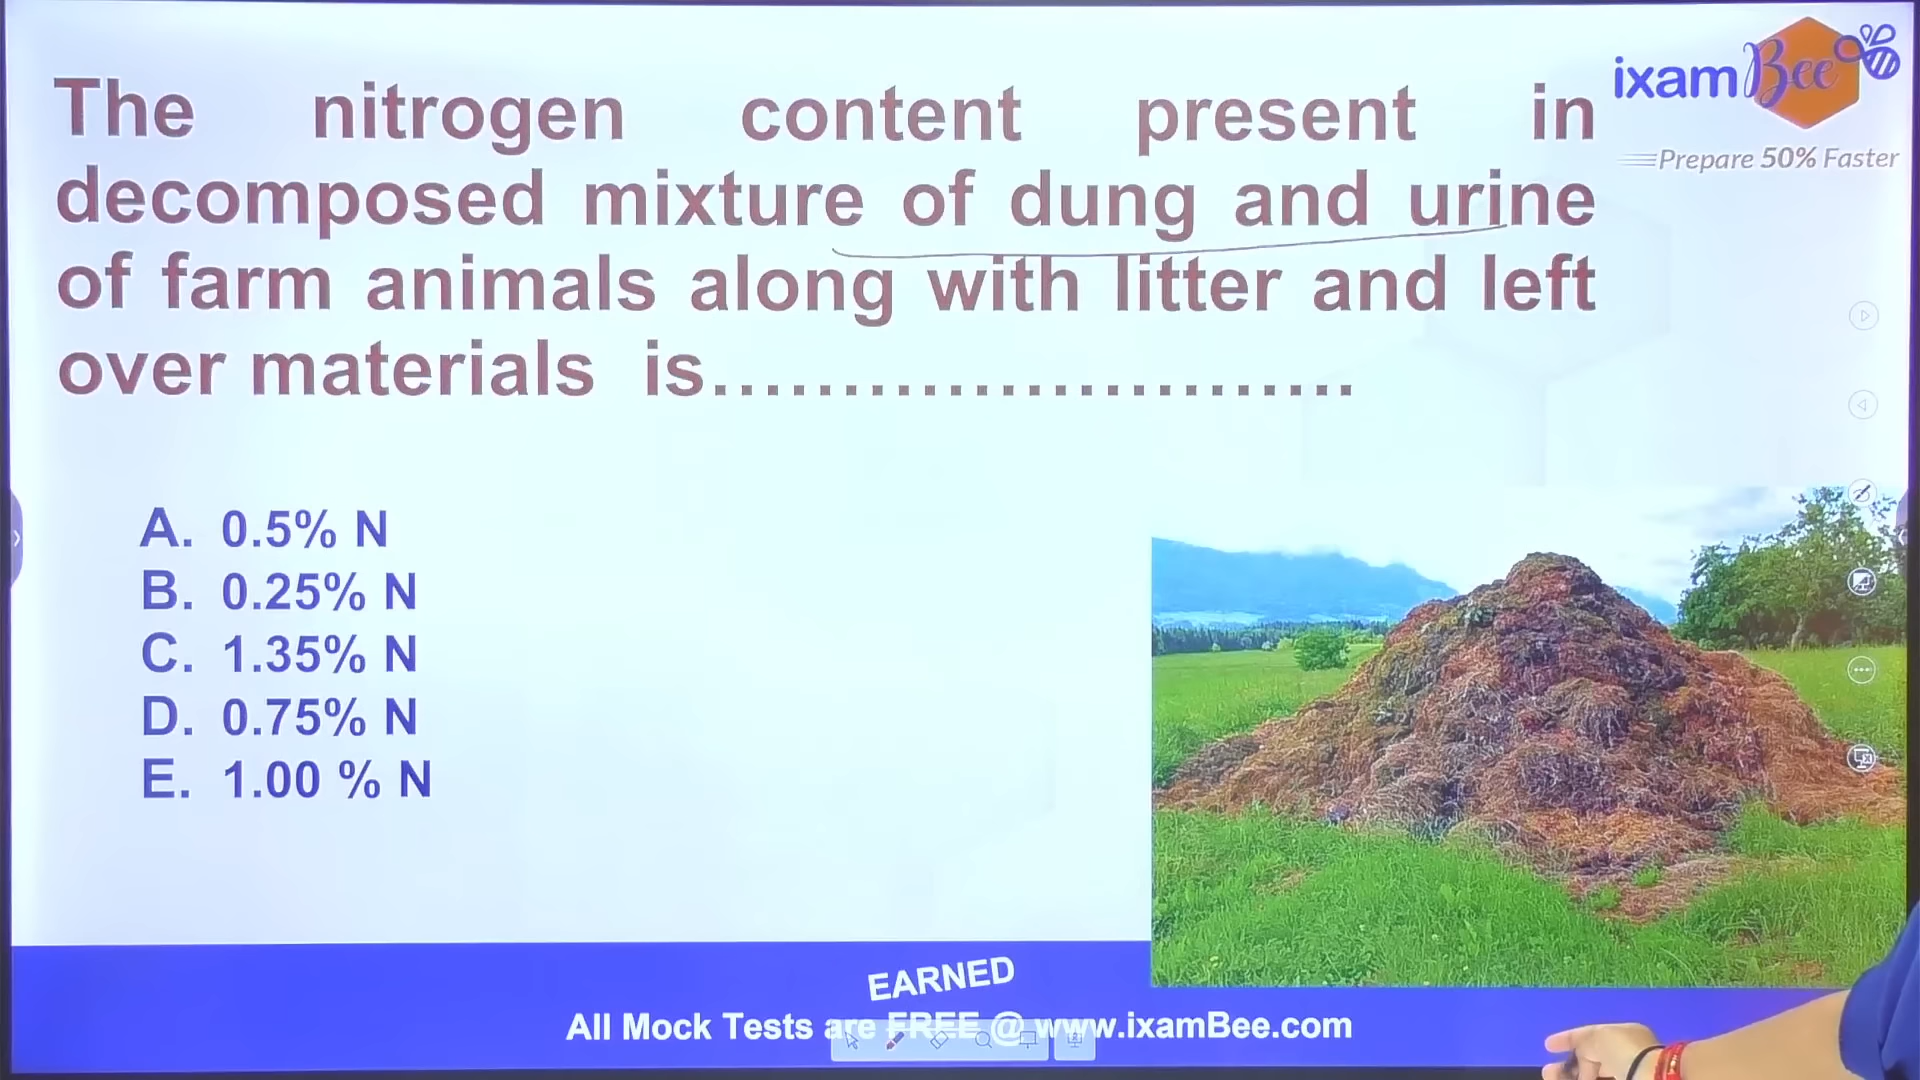 The nitrogen content present in
decomposed mixture of dung and urine
of farm animals along with litter and left
over materials is.........................
A. 0.5% N
B. 0.25% N
C. 1.35% N
D. 0.75% N
E. 1.00 % N
ixamBee
Prepare 50% Faster
EARNED
All Mock Tests are FREE @ www.ixamBee.com